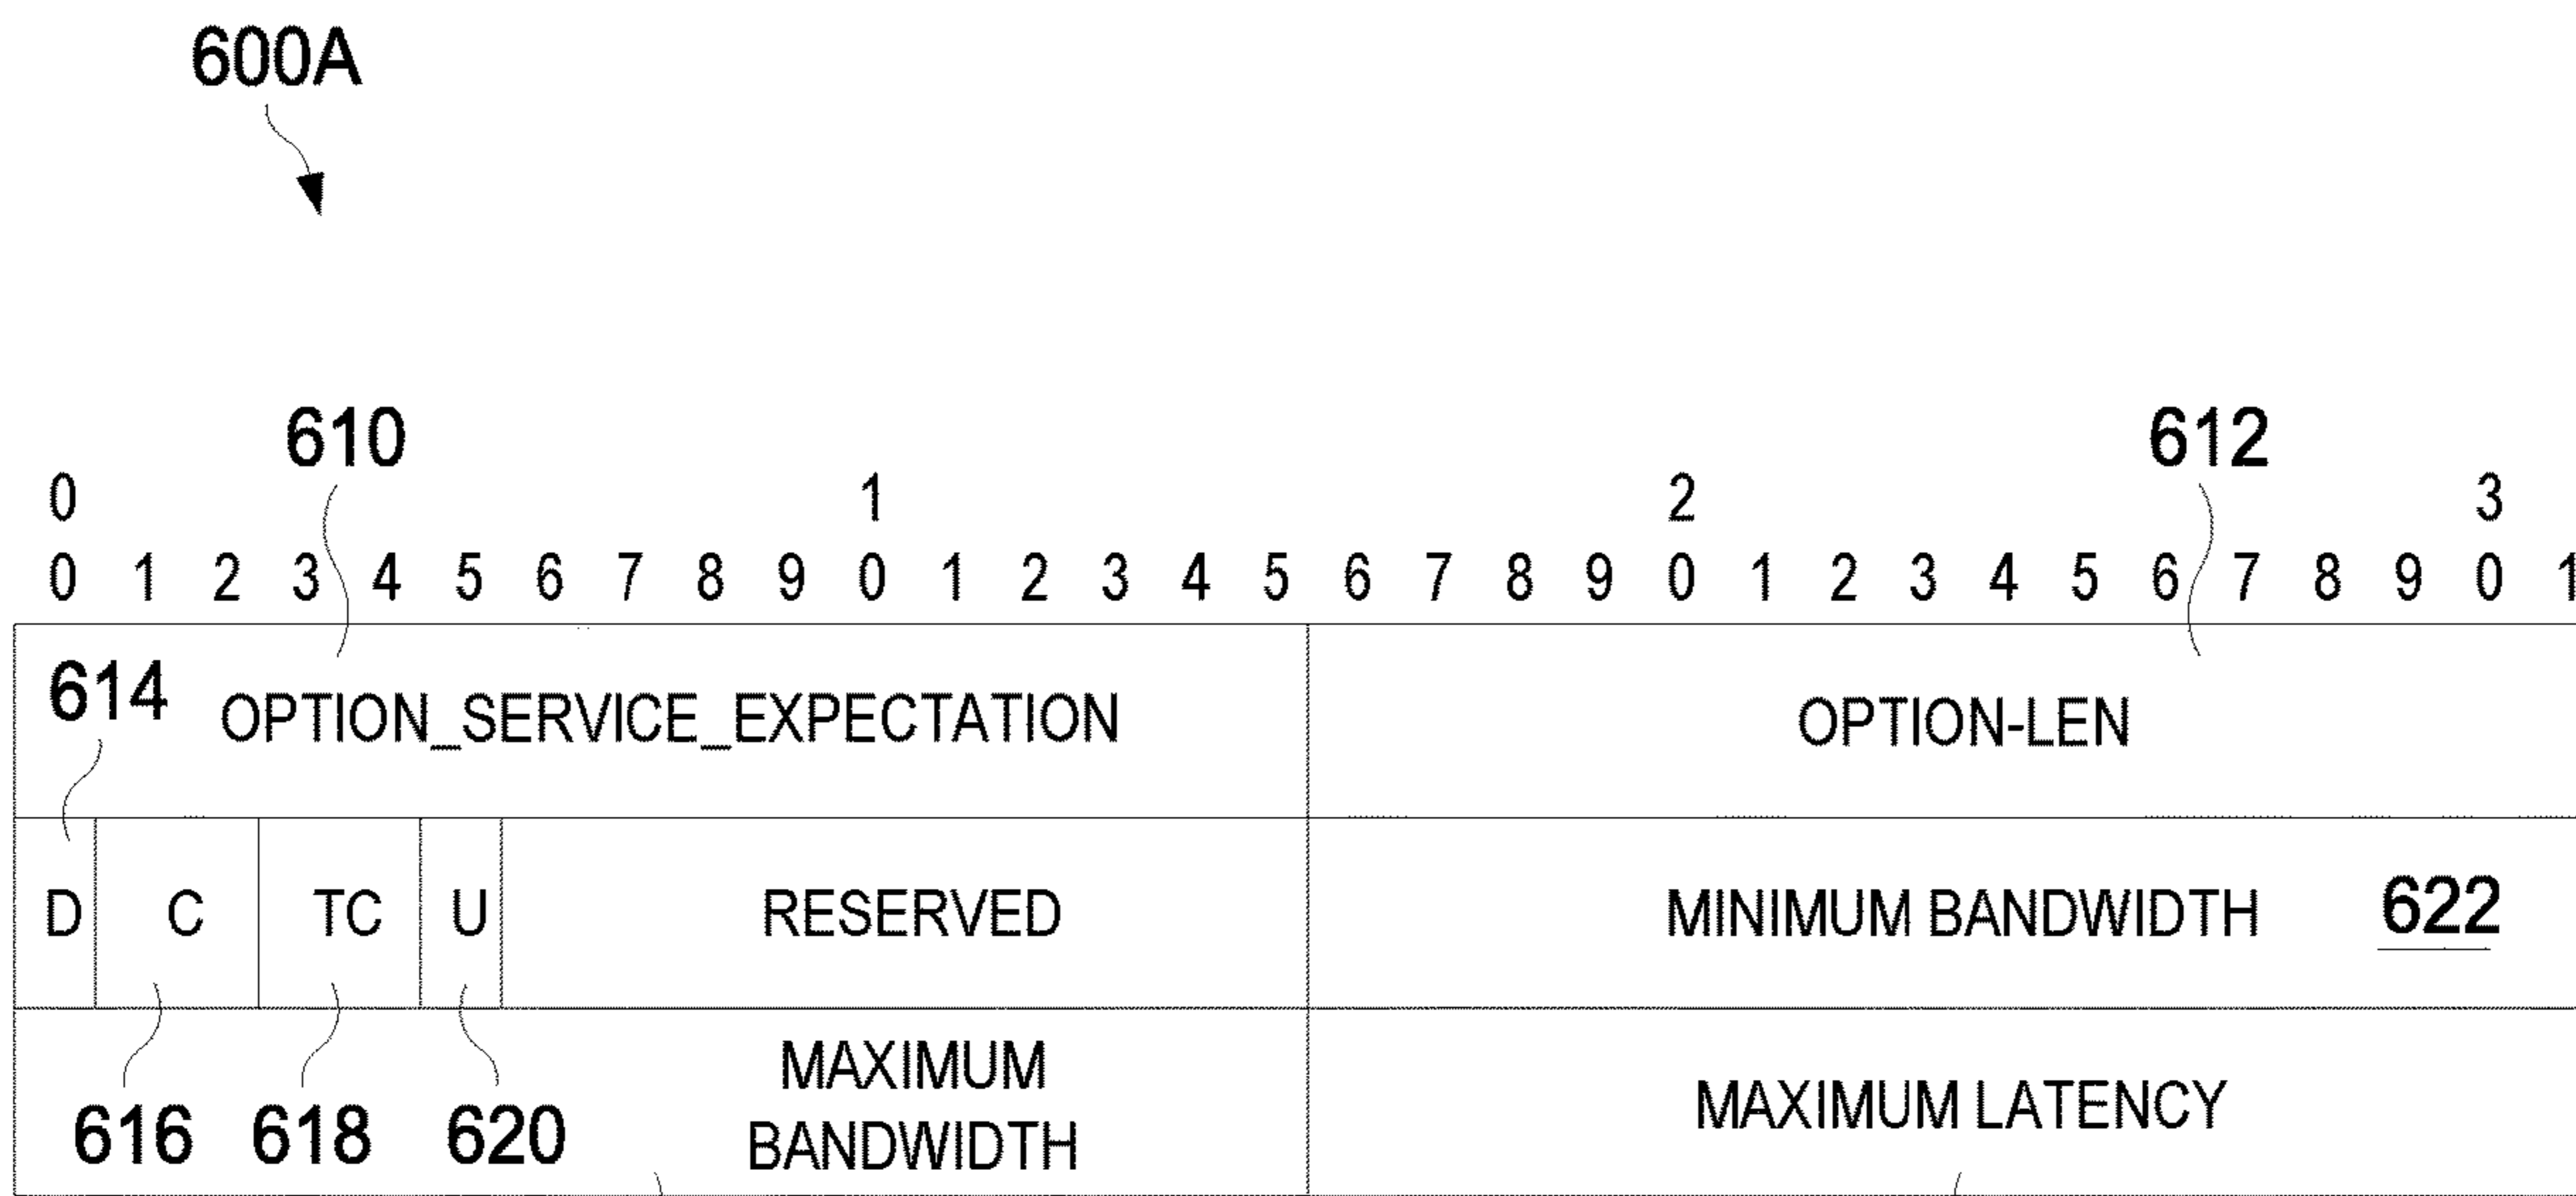 600A
610 612
0 1 2 3
0 1 2 3 4 5 6 7 8 9 0 1 2 3 4 5 6 7 8 9 0 1 2 3 4 5 6 7 8 9 0 1
614 OPTION_SERVICE_EXPECTATION OPTION-LEN
D C TC U RESERVED MINIMUM BANDWIDTH 622
MAXIMUM
BANDWIDTH
MAXIMUM LATENCY
616 618 620